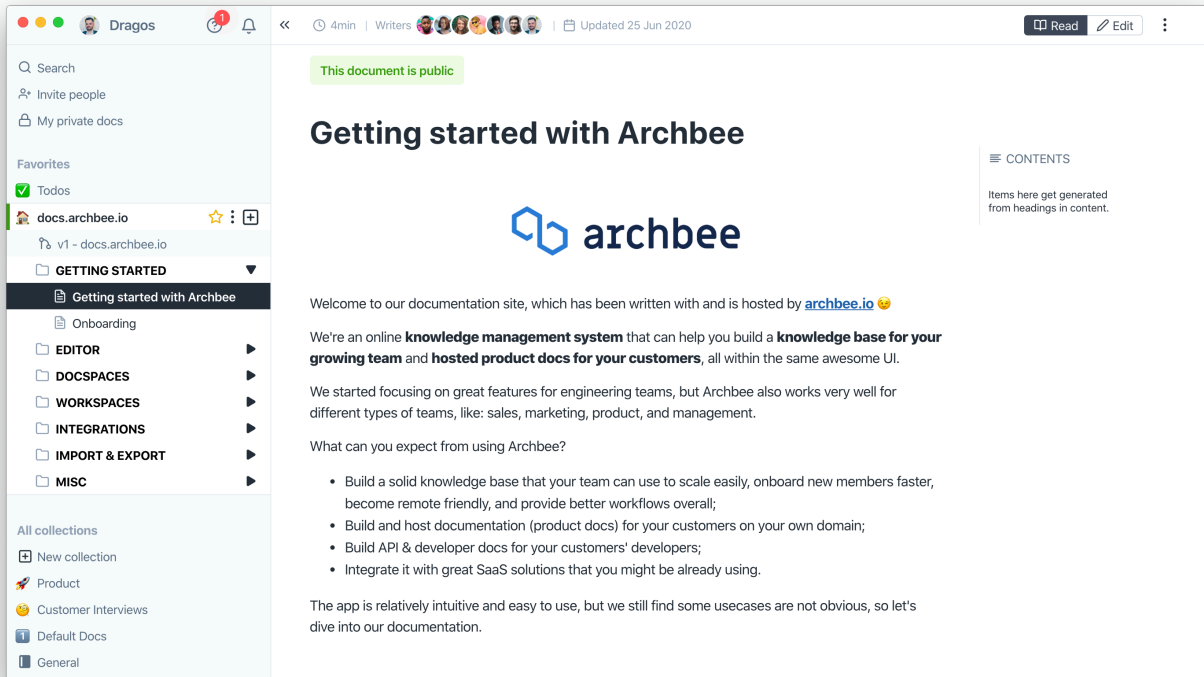 Dragos
1
4min | Writers | Updated 25 Jun 2020
Read
Edit
Search
Invite people
My private docs
Favorites
Todos
docs.archbee.io
v1 - docs.archbee.io
GETTING STARTED
Getting started with Archbee
Onboarding
EDITOR
DOCSPACES
WORKSPACES
INTEGRATIONS
IMPORT & EXPORT
MISC
All collections
New collection
Product
Customer Interviews
1 Default Docs
General
This document is public
Getting started with Archbee
archbee
Welcome to our documentation site, which has been written with and is hosted by archbee.io 😉
We're an online knowledge management system that can help you build a knowledge base for your
growing team and hosted product docs for your customers, all within the same awesome UI.
We started focusing on great features for engineering teams, but Archbee also works very well for
different types of teams, like: sales, marketing, product, and management.
What can you expect from using Archbee?
• Build a solid knowledge base that your team can use to scale easily, onboard new members faster,
become remote friendly, and provide better workflows overall;
• Build and host documentation (product docs) for your customers on your own domain;
• Build API & developer docs for your customers' developers;
• Integrate it with great SaaS solutions that you might be already using.
The app is relatively intuitive and easy to use, but we still find some usecases are not obvious, so let's
dive into our documentation.
CONTENTS
Items here get generated
from headings in content.